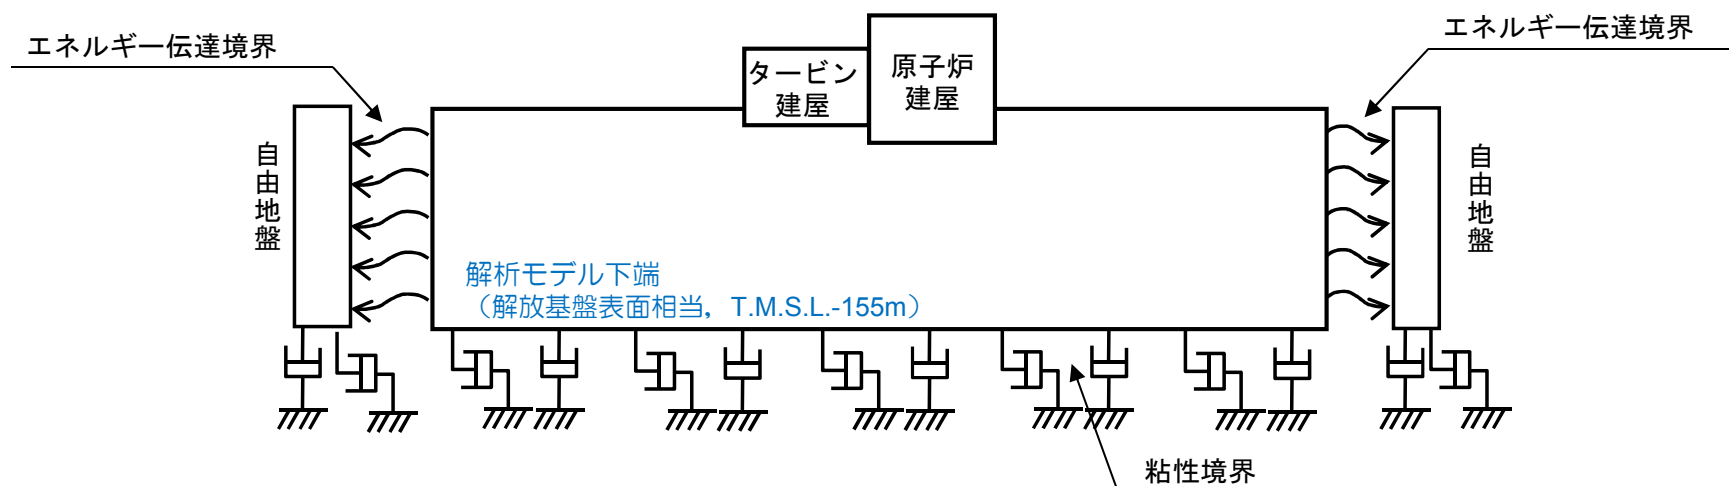 エネルギー伝達境界
エネルギー伝達境界
タービン
建屋
原子炉
建屋
自由地盤
自由地盤
解析モデル下端
（解放基盤表面相当，T.M.S.L.-155m）
粘性境界